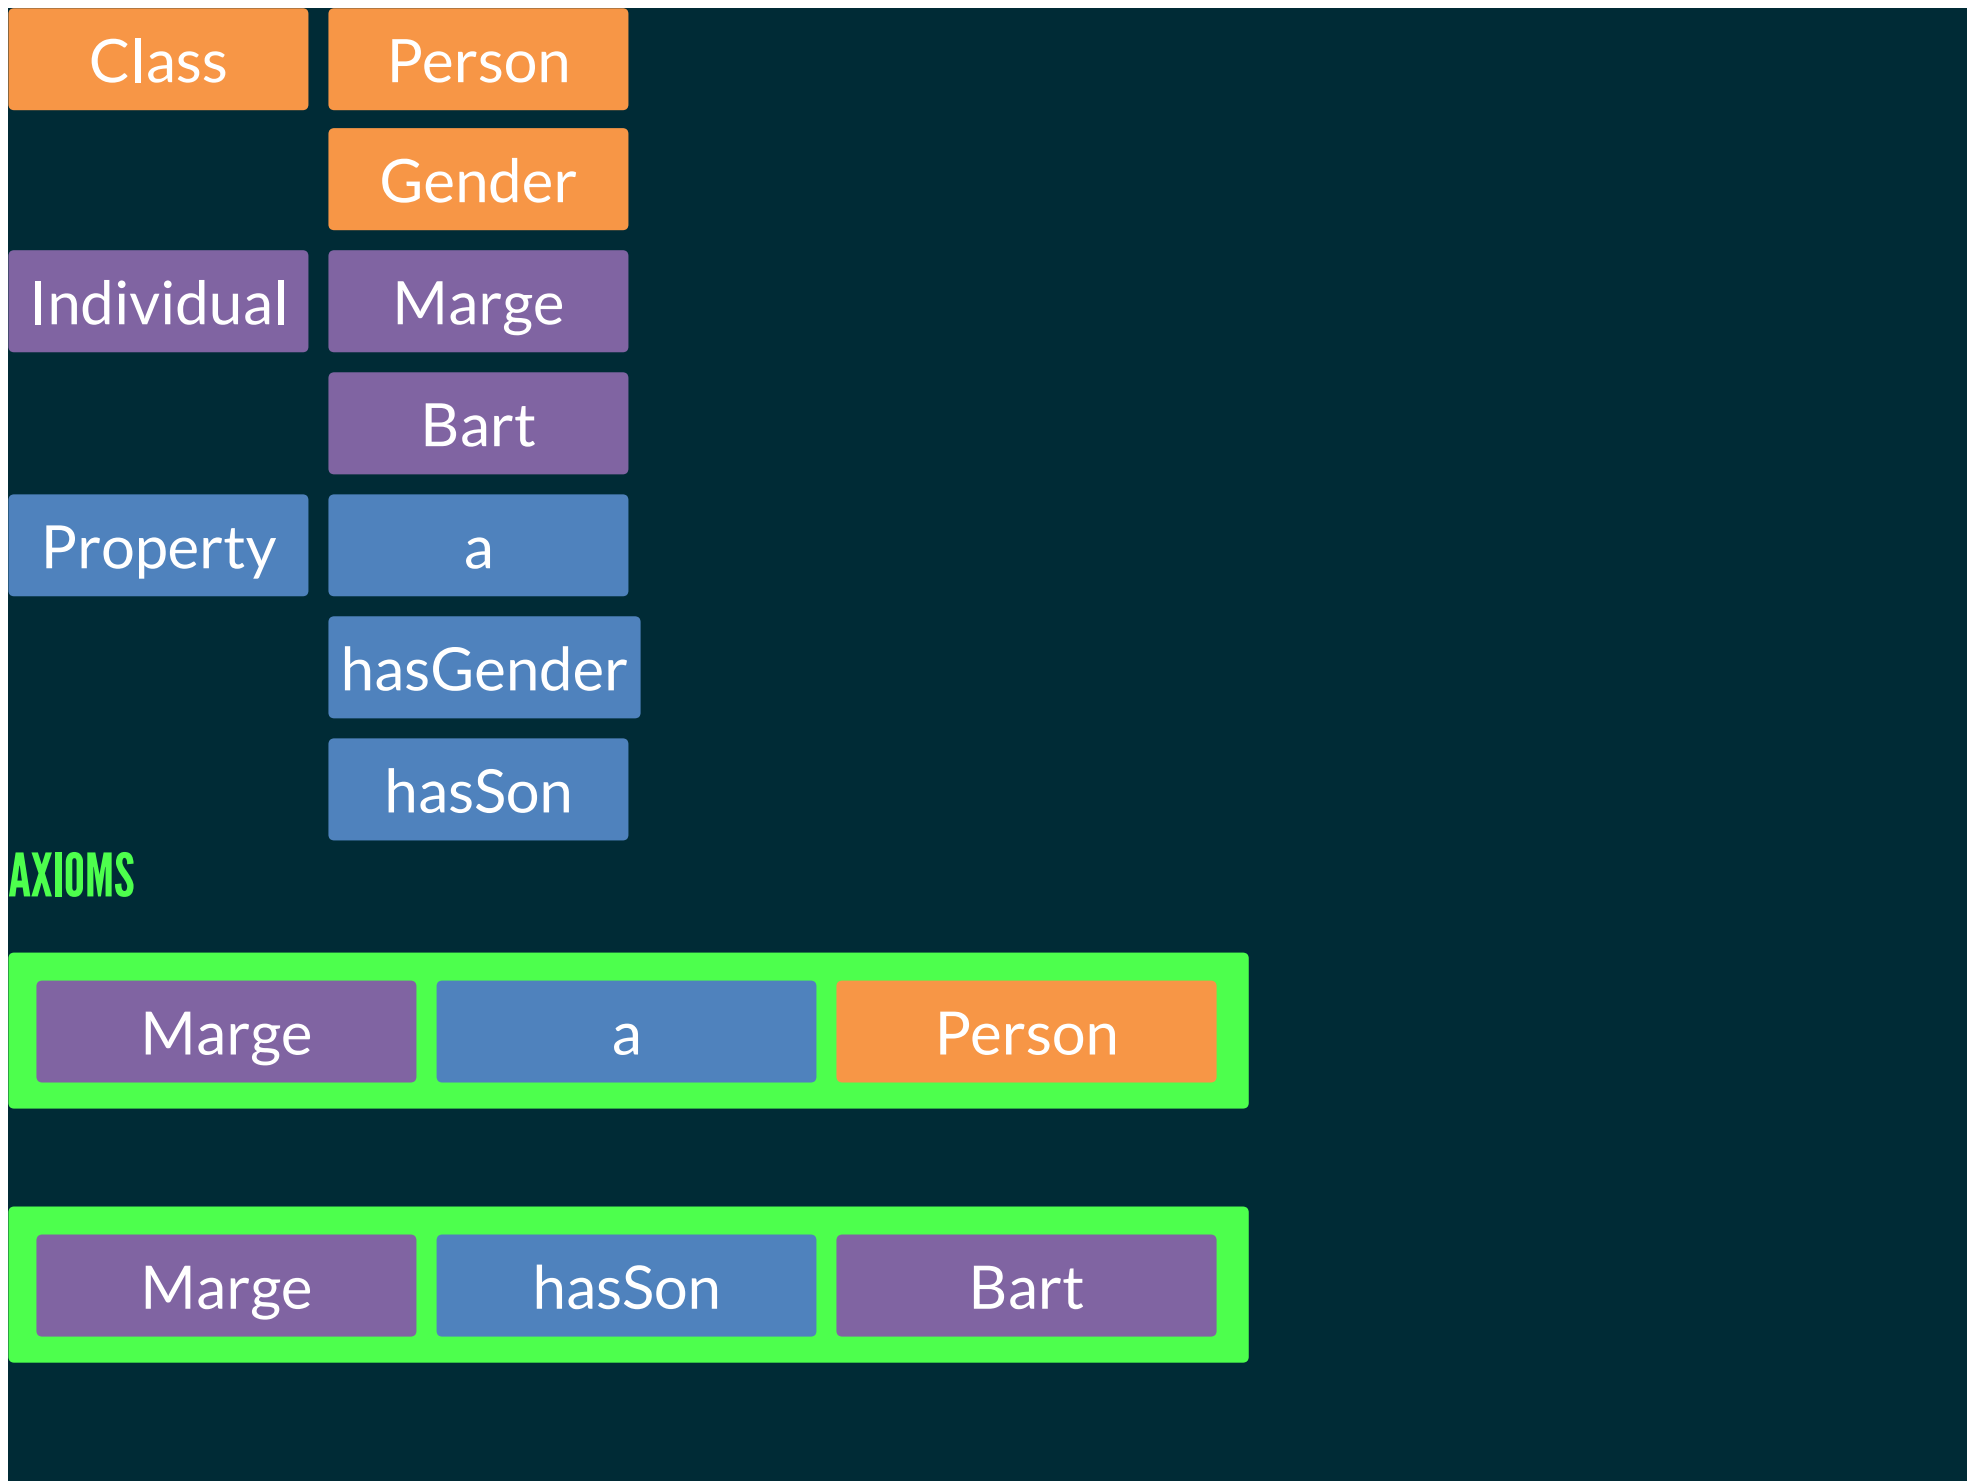 Class Person
Gender
Individual Marge
Bart
Property a
hasGender
hasSon
AXIOMS
Marge a Person
Marge hasSon Bart